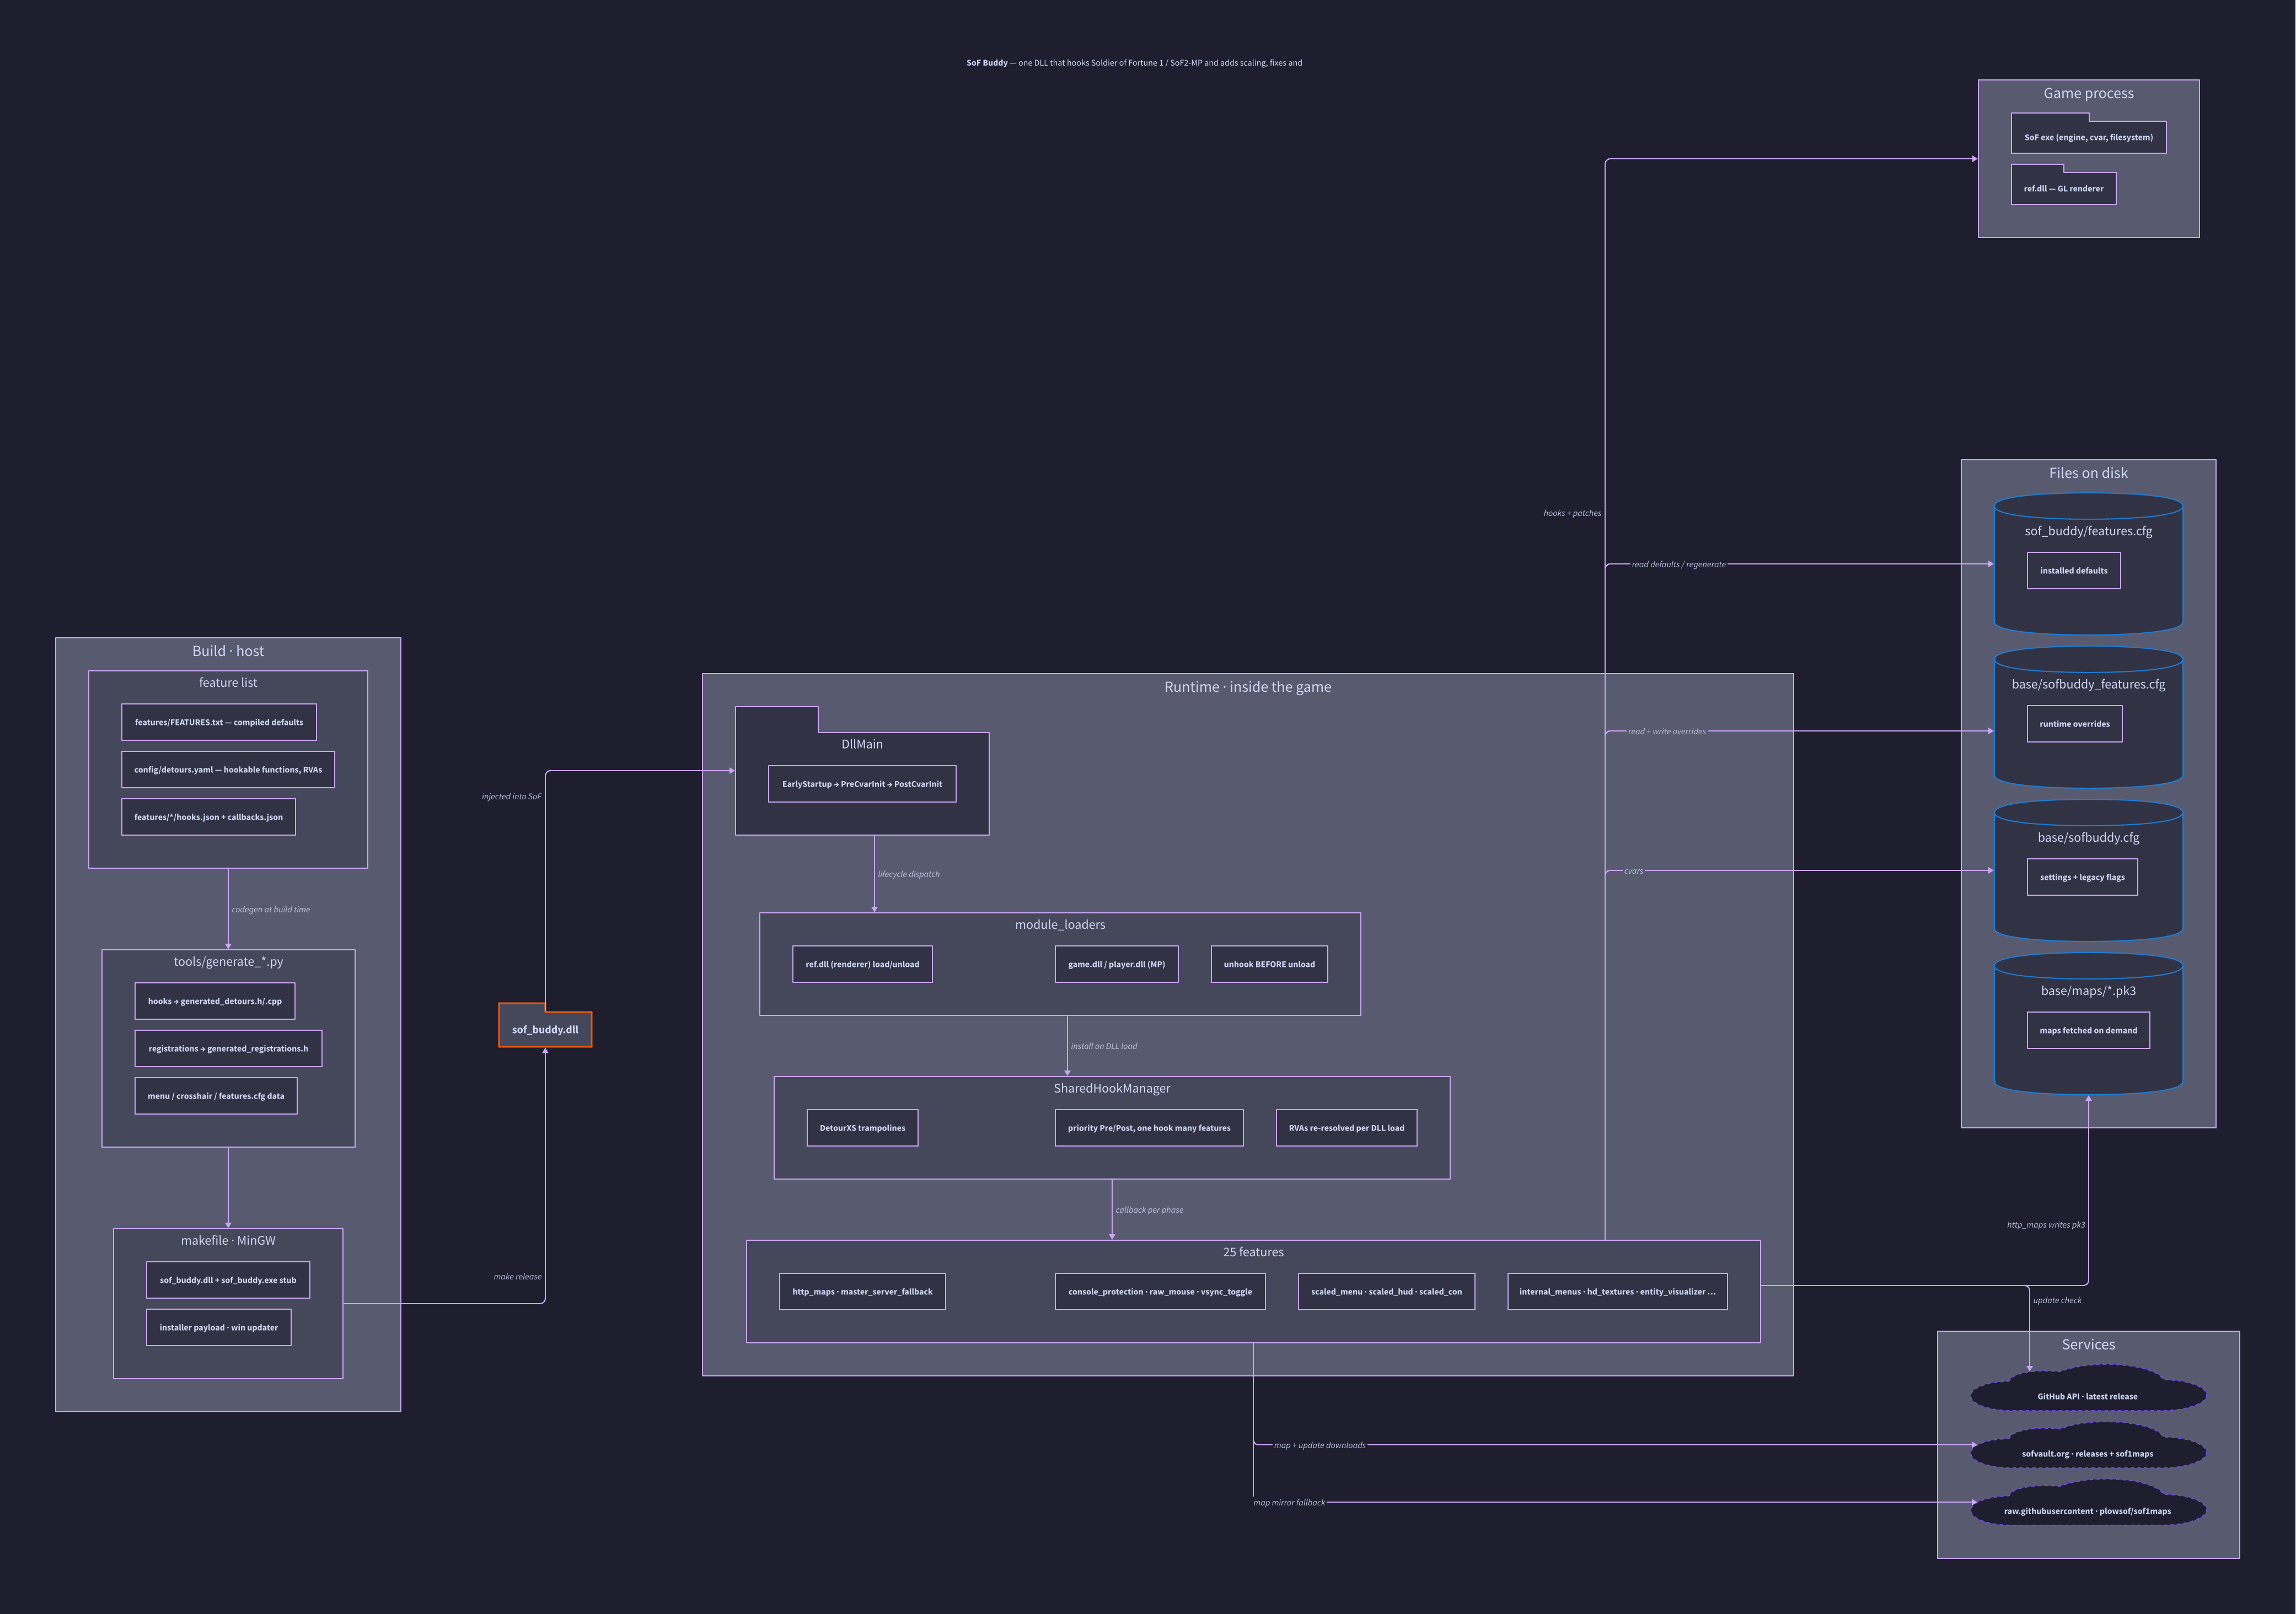 SoF Buddy — one DLL that hooks Soldier of Fortune 1 / SoF2-MP and adds scaling, fixes and
Game process
SoF exe (engine, cvar, filesystem)
ref.dll — GL renderer
hooks + patches
Files on disk
sof_buddy/features.cfg
installed defaults
read defaults / regenerate
base/sofbuddy_features.cfg
runtime overrides
read + write overrides
base/sofbuddy.cfg
settings + legacy flags
cvars
base/maps/*.pk3
maps fetched on demand
http_maps writes pk3
Build · host
feature list
features/FEATURES.txt — compiled defaults
config/detours.yaml — hookable functions, RVAs
features/*/hooks.json + callbacks.json
codegen at build time
tools/generate_*.py
hooks → generated_detours.h/.cpp
registrations → generated_registrations.h
menu / crosshair / features.cfg data
makefile · MinGW
sof_buddy.dll + sof_buddy.exe stub
installer payload · win updater
make release
sof_buddy.dll
injected into SoF
Runtime · inside the game
DllMain
EarlyStartup → PreCvarInit → PostCvarInit
lifecycle dispatch
module_loaders
ref.dll (renderer) load/unload
game.dll / player.dll (MP)
unhook BEFORE unload
install on DLL load
SharedHookManager
DetourXS trampolines
priority Pre/Post, one hook many features
RVAs re-resolved per DLL load
callback per phase
25 features
http_maps · master_server_fallback
console_protection · raw_mouse · vsync_toggle
scaled_menu · scaled_hud · scaled_con
internal_menus · hd_textures · entity_visualizer ...
update check
Services
GitHub API · latest release
map + update downloads
sofvault.org · releases + sof1maps
map mirror fallback
raw.githubusercontent · plowsof/sof1maps